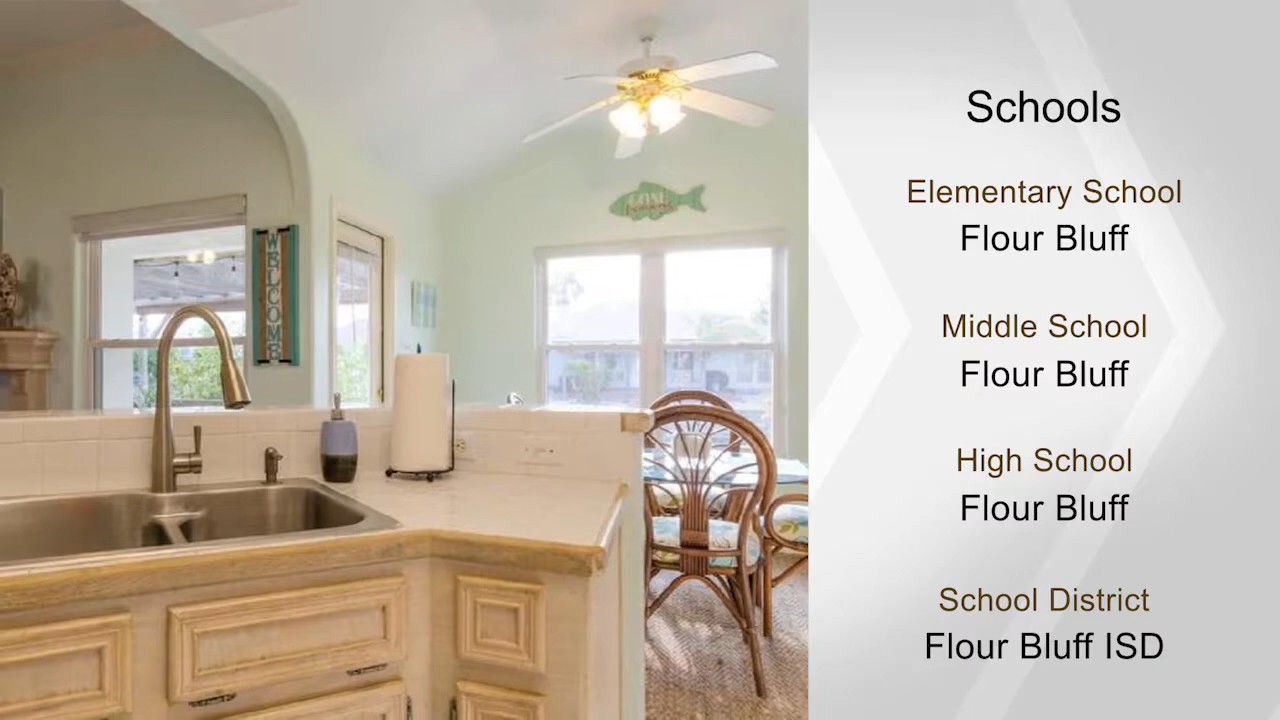 WELCOME
GONE
Schools
Elementary School
Flour Bluff
Middle School
Flour Bluff
High School
Flour Bluff
School District
Flour Bluff ISD